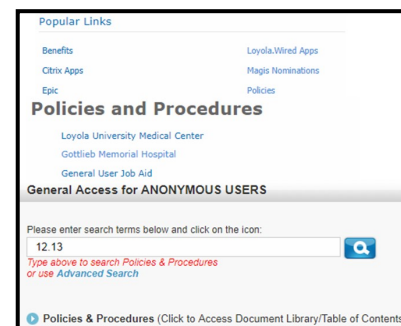 Popular Links
Benefits Loyola.Wired Apps
Citrix Apps Magis Nominations
Epic Policies
Policies and Procedures
Loyola University Medical Center
Gottlieb Memorial Hospital
General User Job Aid
General Access for ANONYMOUS USERS
Please enter search terms below and click on the icon:
12.13
Type above to search Policies & Procedures
or use Advanced Search
Policies & Procedures (Click to Access Document Library/Table of Contents